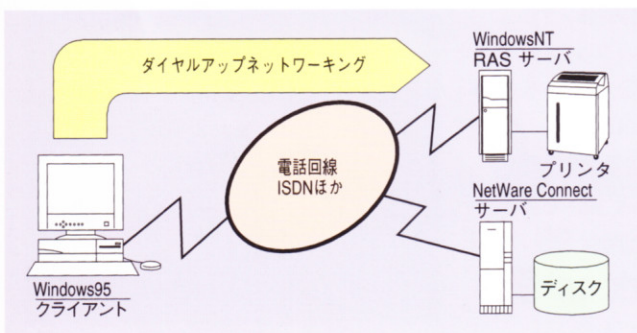 ダイヤルアップネットワーキング
WindowsNT
RAS サーバ
電話回線
ISDNほか
プリンタ
NetWare Connect
サーバ
ディスク
Windows95
クライアント